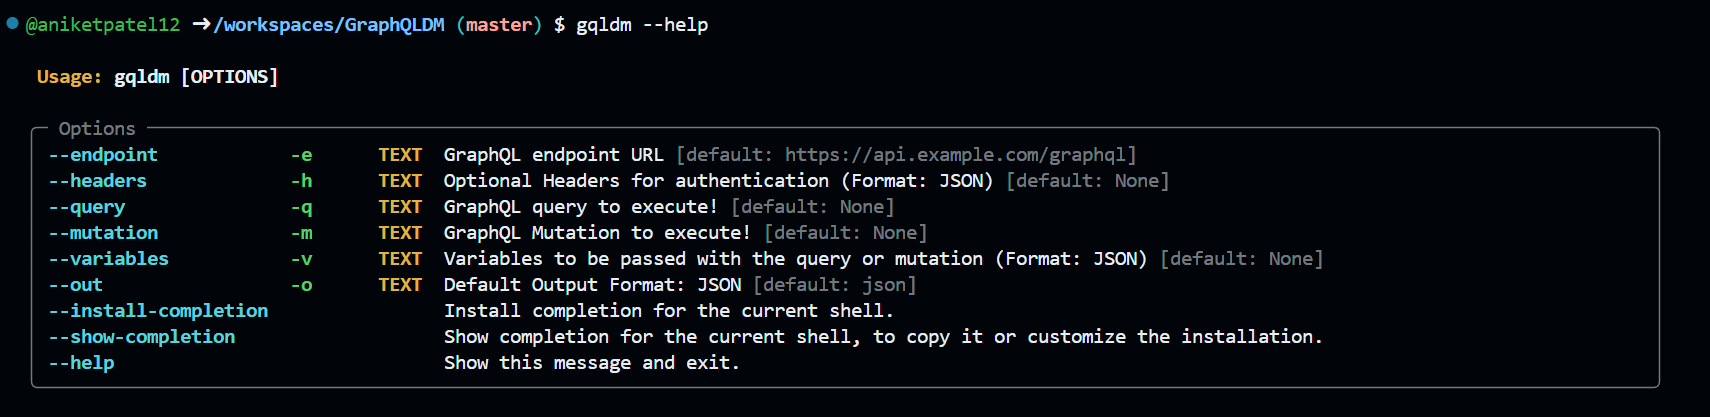 @aniketpatel12 ➜/workspaces/GraphQLDM (master) $ gqldm --help
Usage: gqldm [OPTIONS]
Options
--endpoint -e TEXT GraphQL endpoint URL [default: https://api.example.com/graphql]
--headers -h TEXT Optional Headers for authentication (Format: JSON) [default: None]
--query -q TEXT GraphQL query to execute! [default: None]
--mutation -m TEXT GraphQL Mutation to execute! [default: None]
--variables -v TEXT Variables to be passed with the query or mutation (Format: JSON) [default: None]
--out -o TEXT Default Output Format: JSON [default: json]
--install-completion Install completion for the current shell.
--show-completion Show completion for the current shell, to copy it or customize the installation.
--help Show this message and exit.